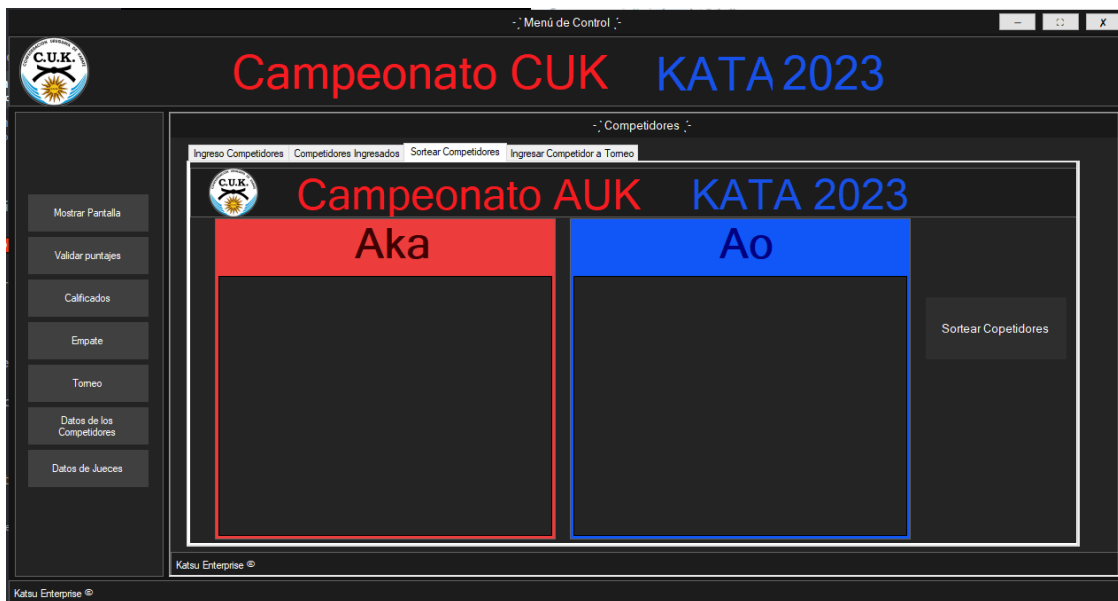 -,' Menú de Control ,'-
C.U.K.
Campeonato CUK KATA 2023
-,' Competidores ,'-
Ingreso Competidores Competidores Ingresados Sortear Competidores Ingresar Competidor a Torneo
C.U.K.
Campeonato AUK KATA 2023
Aka Ao
Mostrar Pantalla
Validar puntajes
Calificados
Empate
Torneo
Datos de los
Competidores
Datos de Jueces
Sortear Copetidores
Katsu Enterprise ©
Katsu Enterprise ©